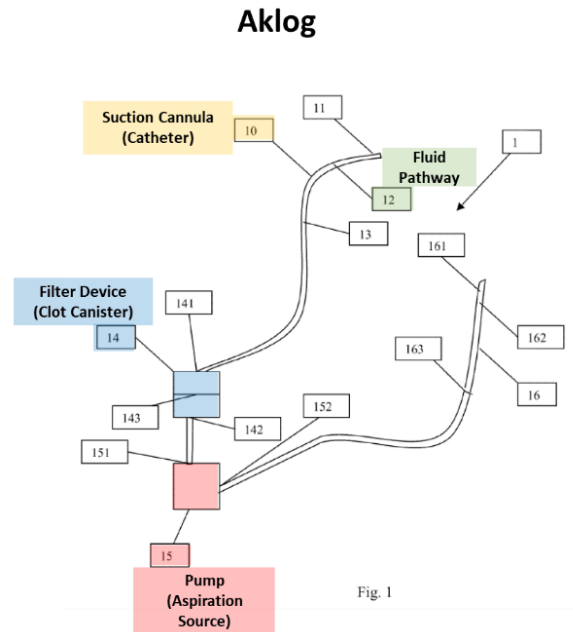 Aklog
11
Suction Cannula
(Catheter)
10
1
Fluid
Pathway
12
13
161
Filter Device
(Clot Canister)
141
14
162
163
16
152
143
142
151
15
Pump
(Aspiration
Source)
Fig. 1